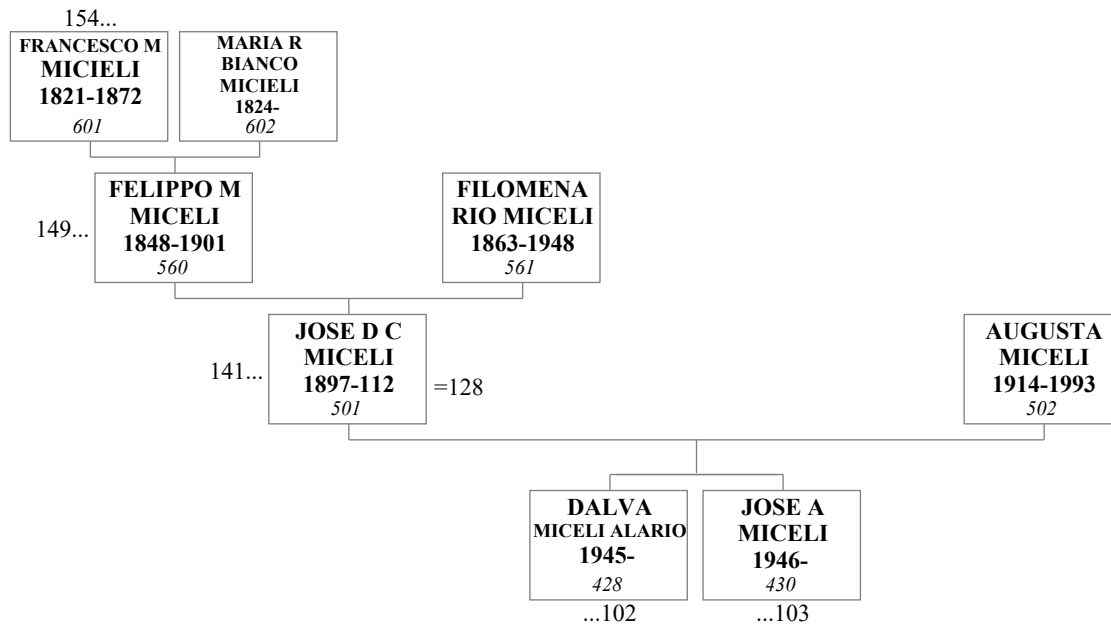 154...
FRANCESCO M
MICIELI
1821-1872
601
MARIA R
BIANCO
MICIELI
1824-
602
149...
FELIPPO M
MICELI
1848-1901
560
FILOMENA
RIO MICELI
1863-1948
561
141...
JOSE D C
MICELI
1897-112
501
=128
AUGUSTA
MICELI
1914-1993
502
DALVA
MICELI ALARIO
1945-
428
...102
JOSE A
MICELI
1946-
430
...103